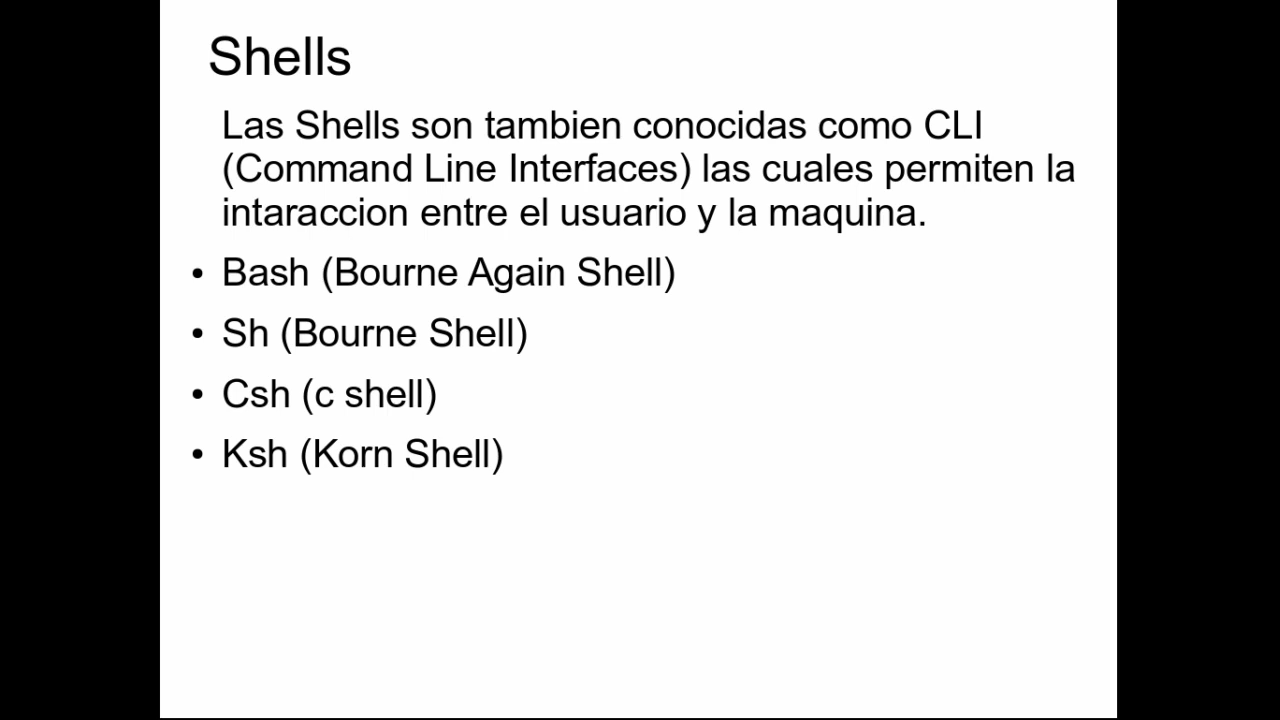 Shells
Las Shells son tambien conocidas como CLI
(Command Line Interfaces) las cuales permiten la
intaraccion entre el usuario y la maquina.
• Bash (Bourne Again Shell)
• Sh (Bourne Shell)
• Csh (c shell)
• Ksh (Korn Shell)